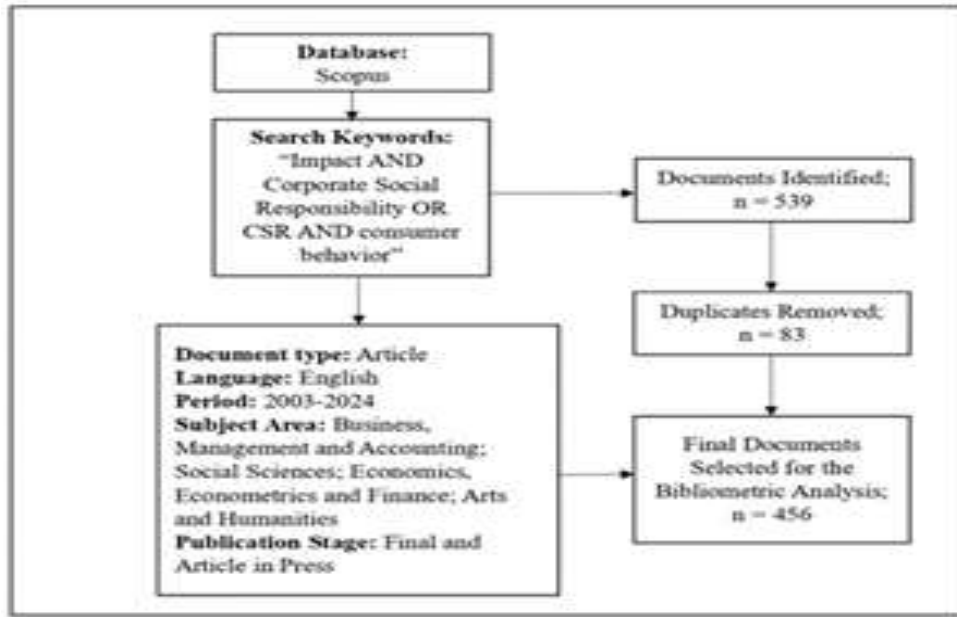 Database:
Scopus
Search Keywords:
“Impact AND
Corporate Social
Responsibility OR
CSR AND consumer
behavior”
Documents Identified;
n = 539
Duplicates Removed;
n = 83
Document type: Article
Language: English
Period: 2003-2024
Subject Area: Business,
Management and Accounting;
Social Sciences; Economics,
Econometrics and Finance; Arts
and Humanities
Publication Stage: Final and
Article in Press
Final Documents
Selected for the
Bibliometric Analysis;
n = 456